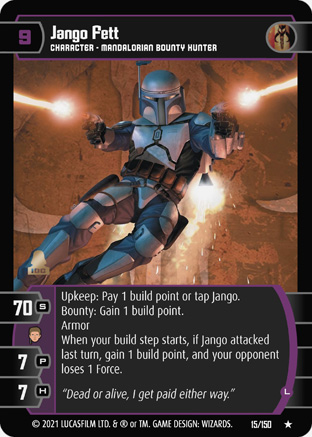 9
Jango Fett
CHARACTER - MANDALORIAN BOUNTY HUNTER
70 S
7 P
7 H
Upkeep: Pay 1 build point or tap Jango.
Bounty: Gain 1 build point.
Armor
When your build step starts, if Jango attacked
last turn, gain 1 build point, and your opponent
loses 1 Force.
“Dead or alive, I get paid either way.”
L
© 2021 LUCASFILM LTD. & ® or TM. GAME DESIGN: WIZARDS. 15/150 ★